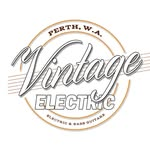 PERTH, W.A.
Vintage
ELECTRIC
ELECTRIC & BASS GUITARS